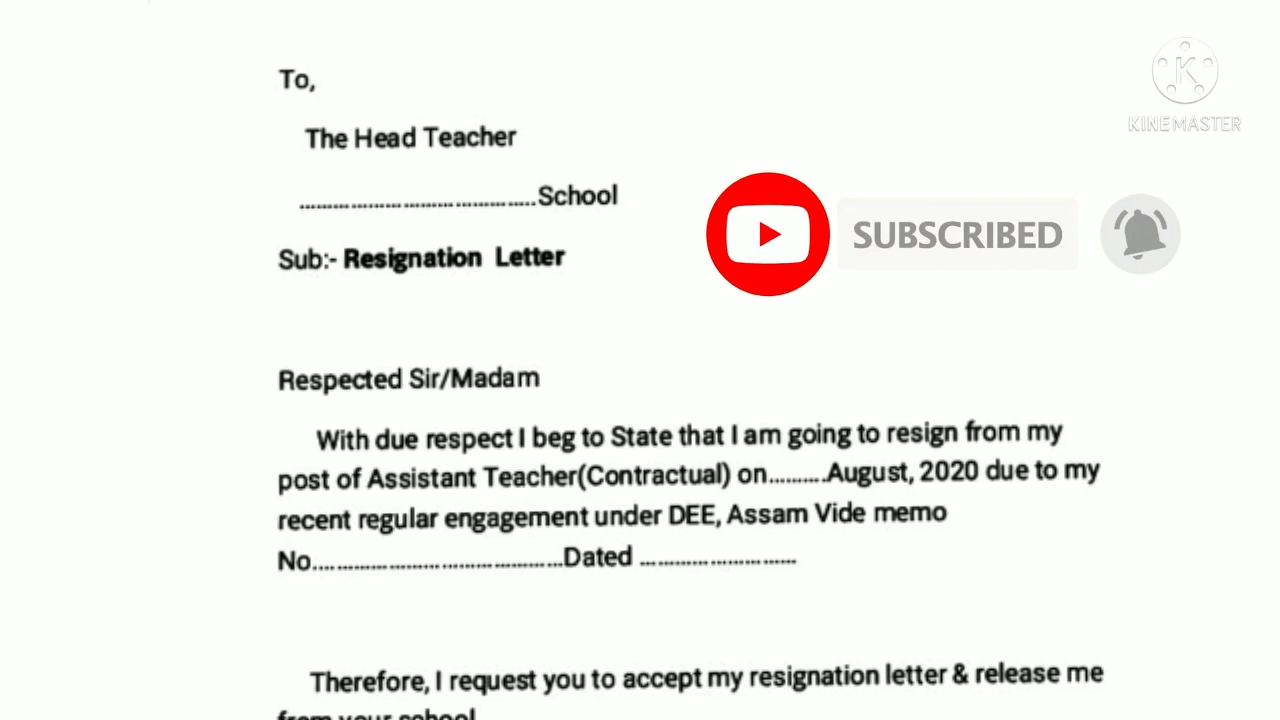 To,
The Head Teacher
........................................School
Sub:- Resignation Letter
Respected Sir/Madam
With due respect I beg to State that I am going to resign from my
post of Assistant Teacher(Contractual) on..........August, 2020 due to my
recent regular engagement under DEE, Assam Vide memo
No..........................................Dated ..........................
Therefore, I request you to accept my resignation letter & release me
from your school
K
KINEMASTER
SUBSCRIBED